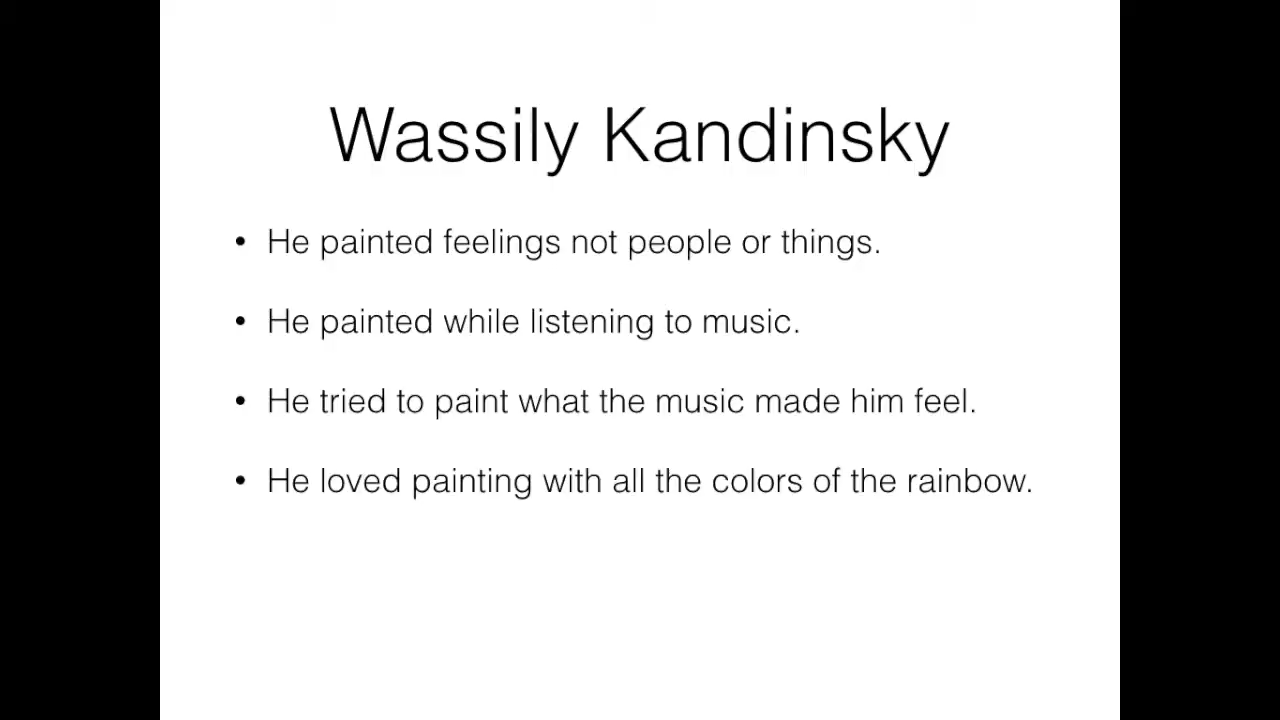 Wassily Kandinsky
• He painted feelings not people or things.
• He painted while listening to music.
• He tried to paint what the music made him feel.
• He loved painting with all the colors of the rainbow.